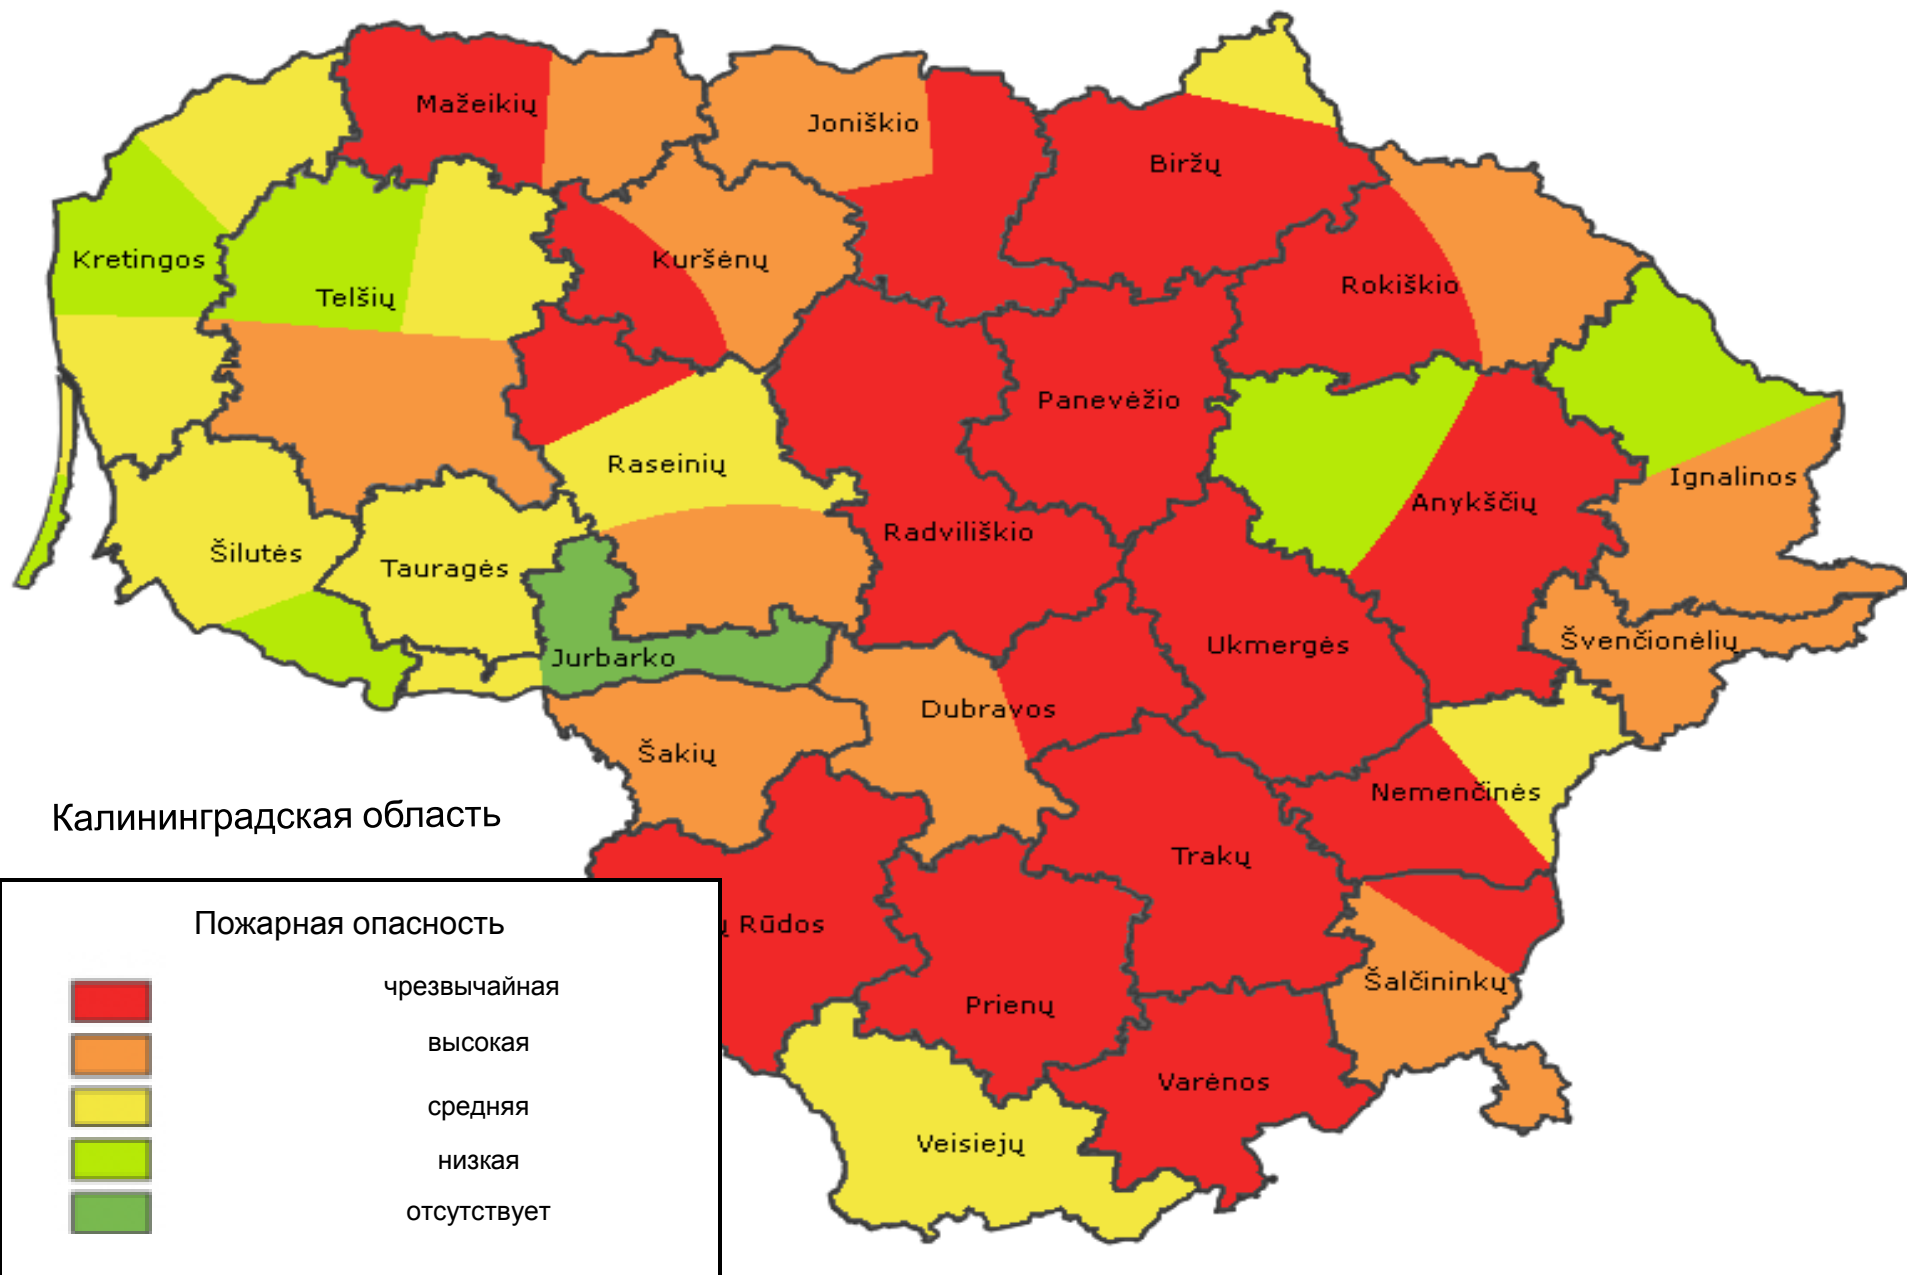 Mažeikių
Joniškio
Biržų
Kretingos
Telšių
Kuršėnų
Rokiškio
Panevėžio
Raseinių
Ignalinos
Anykščių
Radviliškio
Šilutės
Tauragės
Jurbarko
Ukmergės
Švenčionėlių
Dubravos
Šakių
Nemenčinės
Trakų
Калининградская область
ų Rūdos
Šalčininkų
Prienų
Varėnos
Veisiejų
Пожарная опасность
чрезвычайная
высокая
средняя
низкая
отсутствует